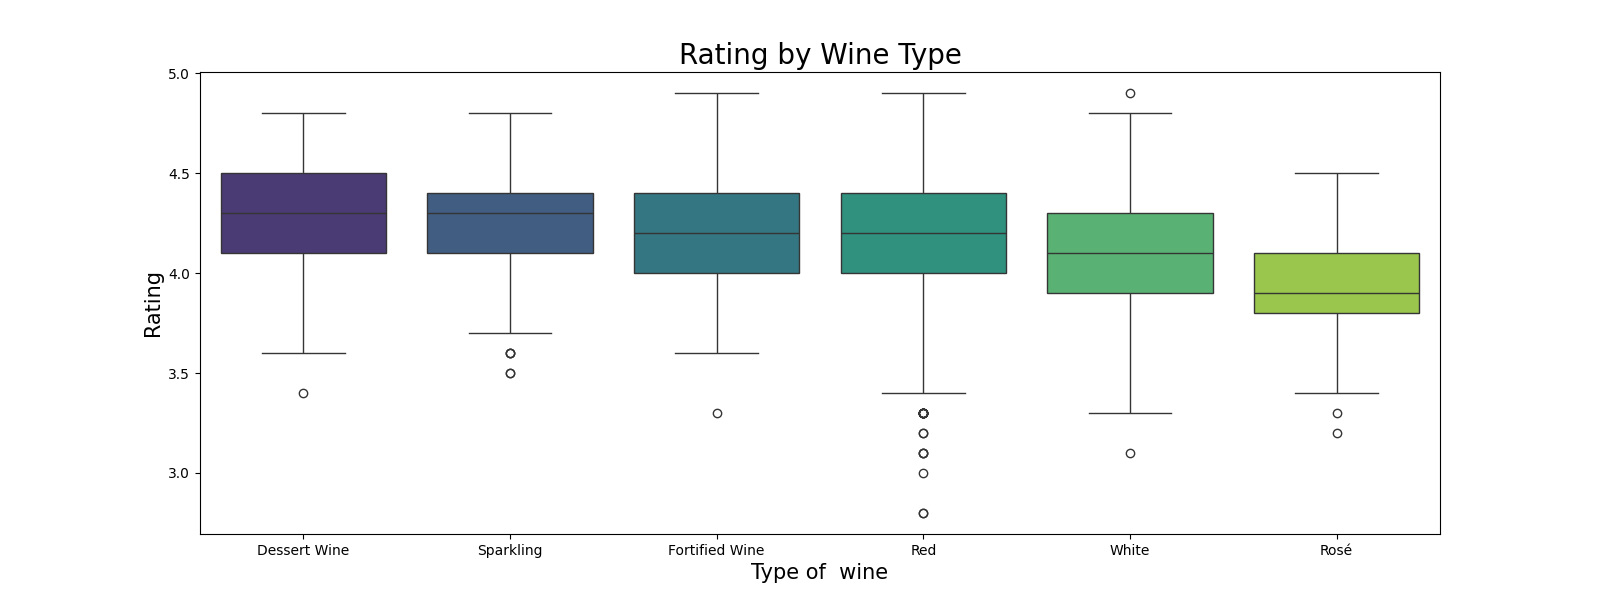 Rating by Wine Type
5.0
4.5
4.0
3.5
3.0
Rating
Dessert Wine Sparkling Fortified Wine Red White Rosé
Type of  wine